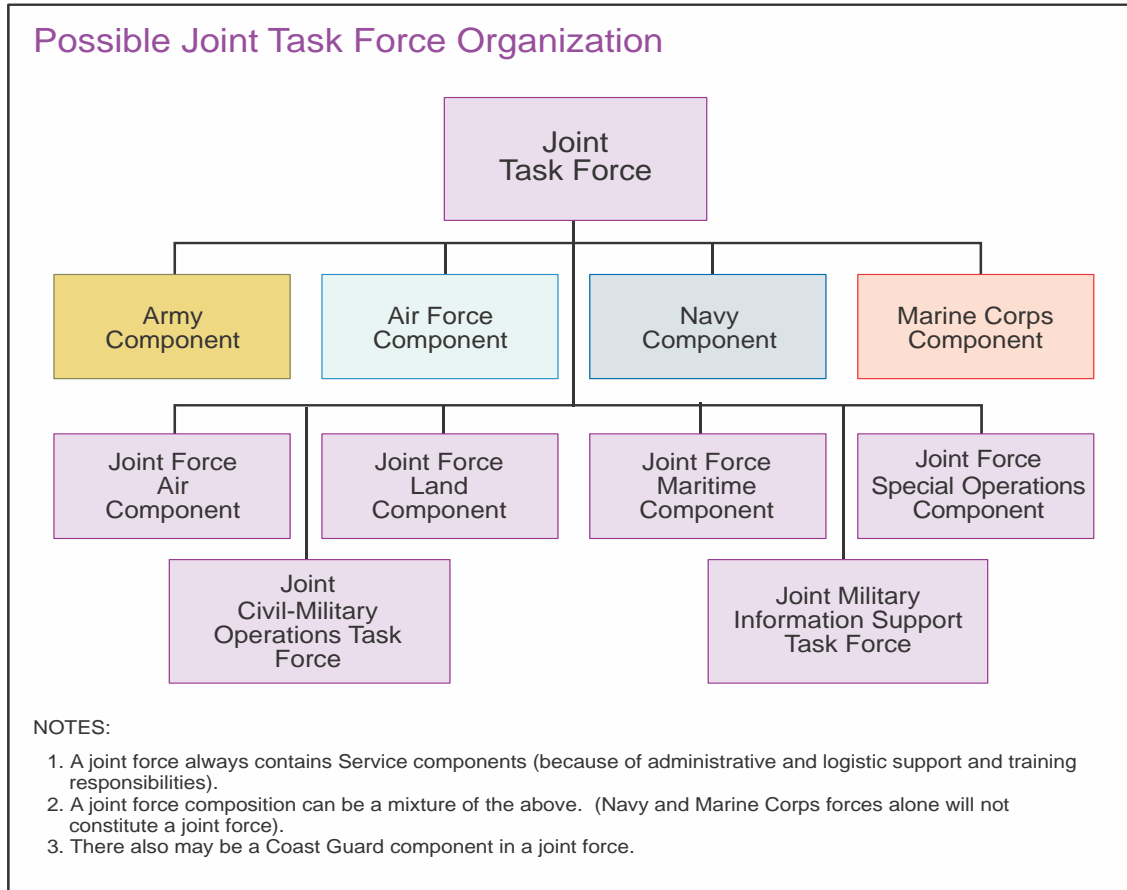 Possible Joint Task Force Organization
Joint
Task Force
Army
Component
Air Force
Component
Navy
Component
Marine Corps
Component
Joint Force
Air
Component
Joint Force
Land
Component
Joint Force
Maritime
Component
Joint Force
Special Operations
Component
Joint
Civil-Military
Operations Task
Force
Joint Military
Information Support
Task Force
NOTES:
1. A joint force always contains Service components (because of administrative and logistic support and training
responsibilities).
2. A joint force composition can be a mixture of the above. (Navy and Marine Corps forces alone will not
constitute a joint force).
3. There also may be a Coast Guard component in a joint force.